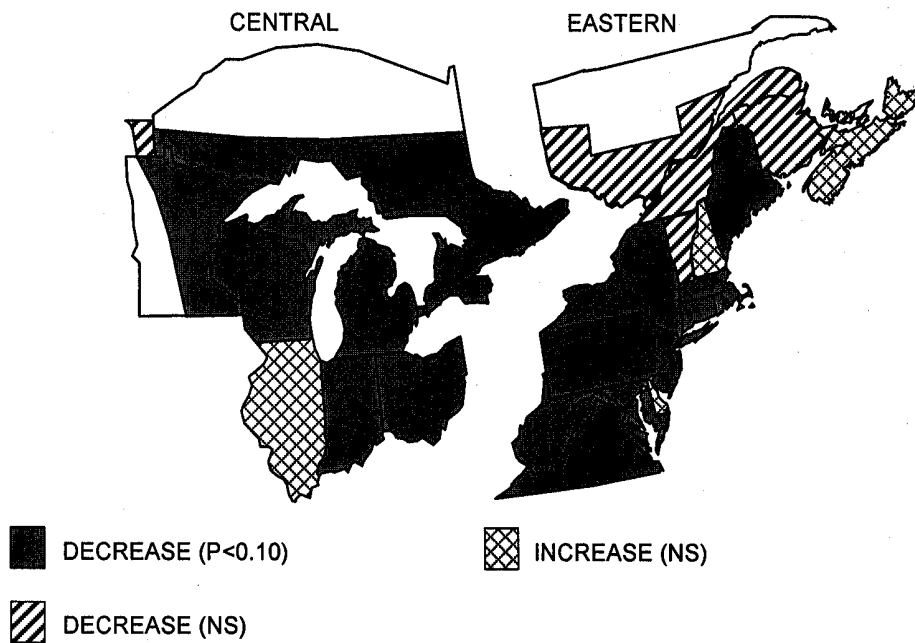 CENTRAL
EASTERN
DECREASE (P<0.10)
INCREASE (NS)
DECREASE (NS)